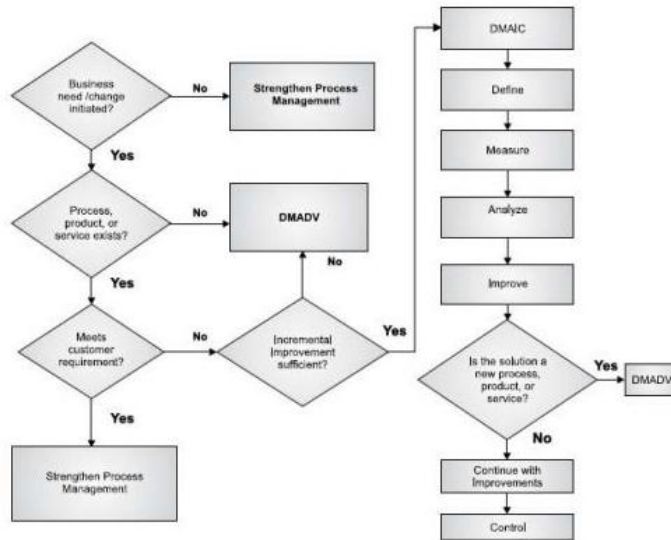 Business
need /change
initiated?
No
Strengthen Process
Management
Yes
Process,
product, or
service exists?
No
DMADV
Yes
No
Meets
customer
requirement?
No
Incremental
Improvement
sufficient?
Yes
Yes
Strengthen Process
Management
DMAIC
Define
Measure
Analyze
Improve
Is the solution a
new process,
product, or
service?
Yes
DMADV
No
Continue with
Improvements
Control